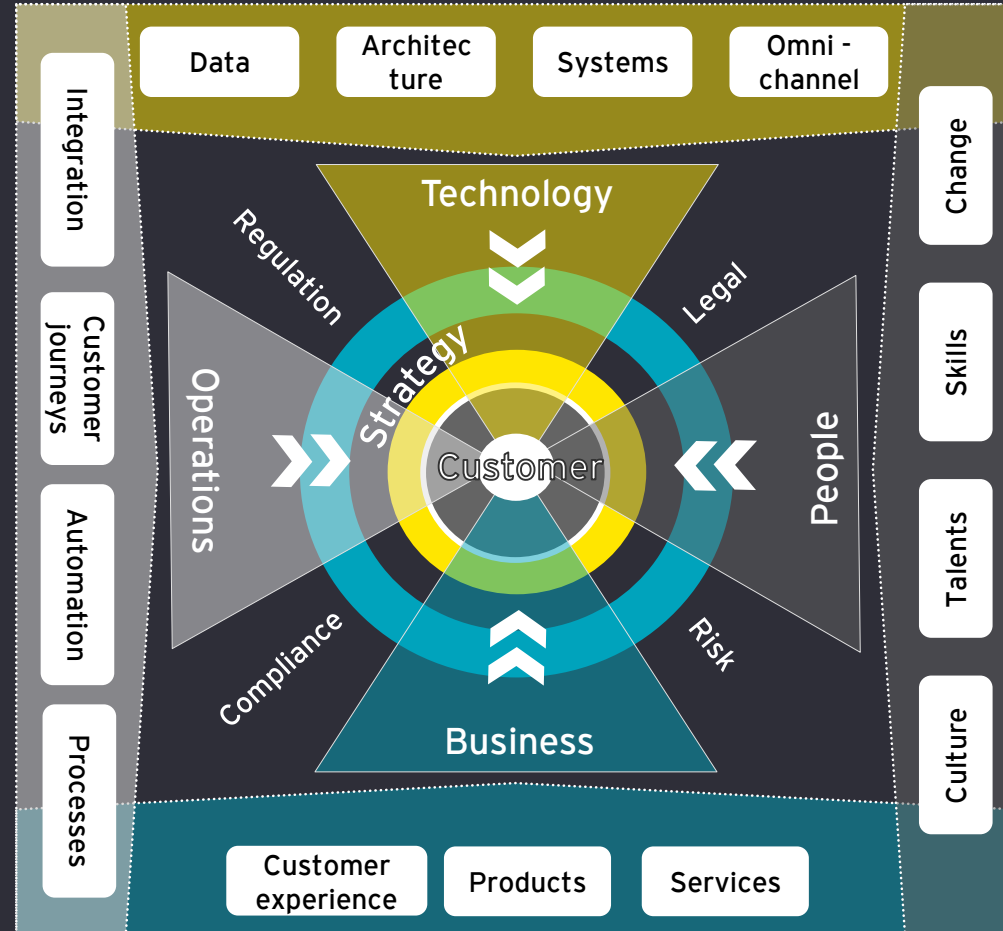 Data
Architec
ture
Systems
Omni -
channel
Integration
Customer
journeys
Automation
Processes
Change
Skills
Talents
Culture
Technology
Regulation
Legal
Strategy
Operations
Customer
People
Compliance
Risk
Business
Customer
experience
Products
Services